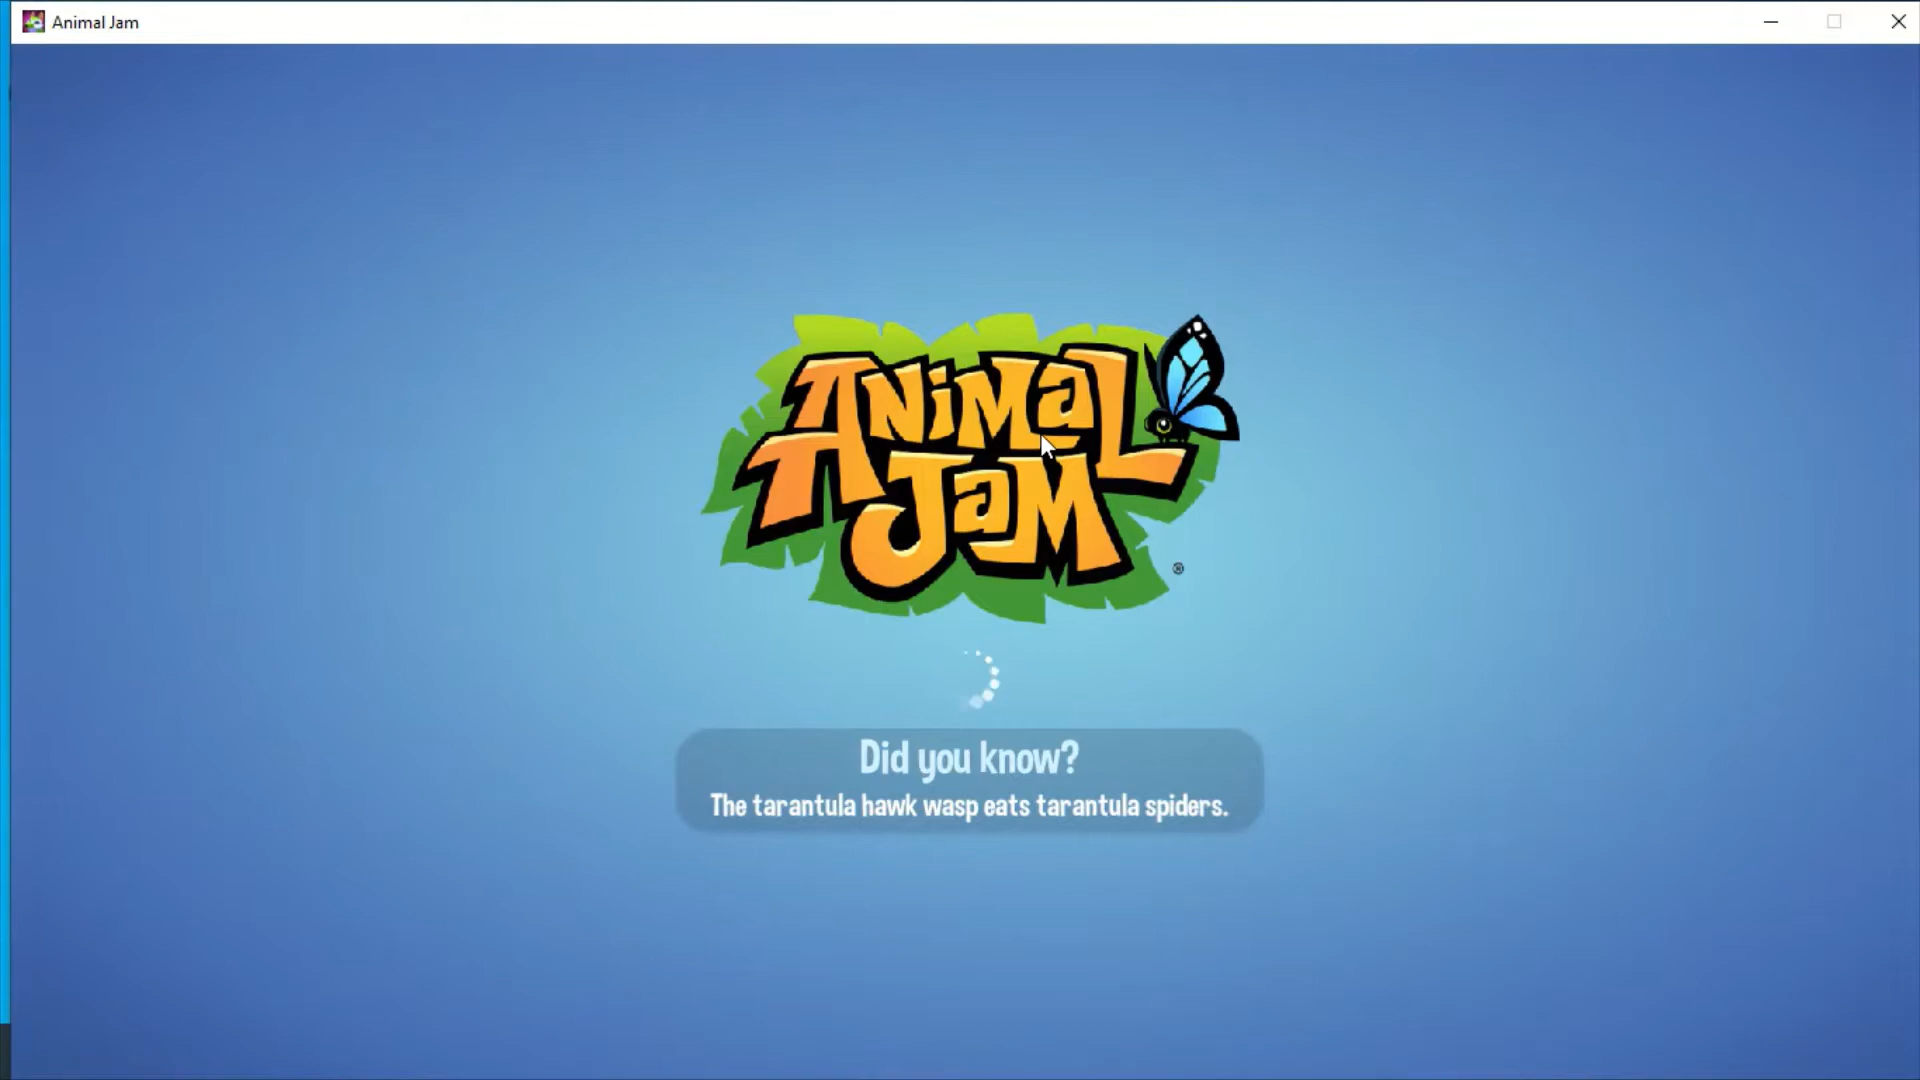 Animal Jam
ANiMaL
JaM
®
Did you know?
The tarantula hawk wasp eats tarantula spiders.